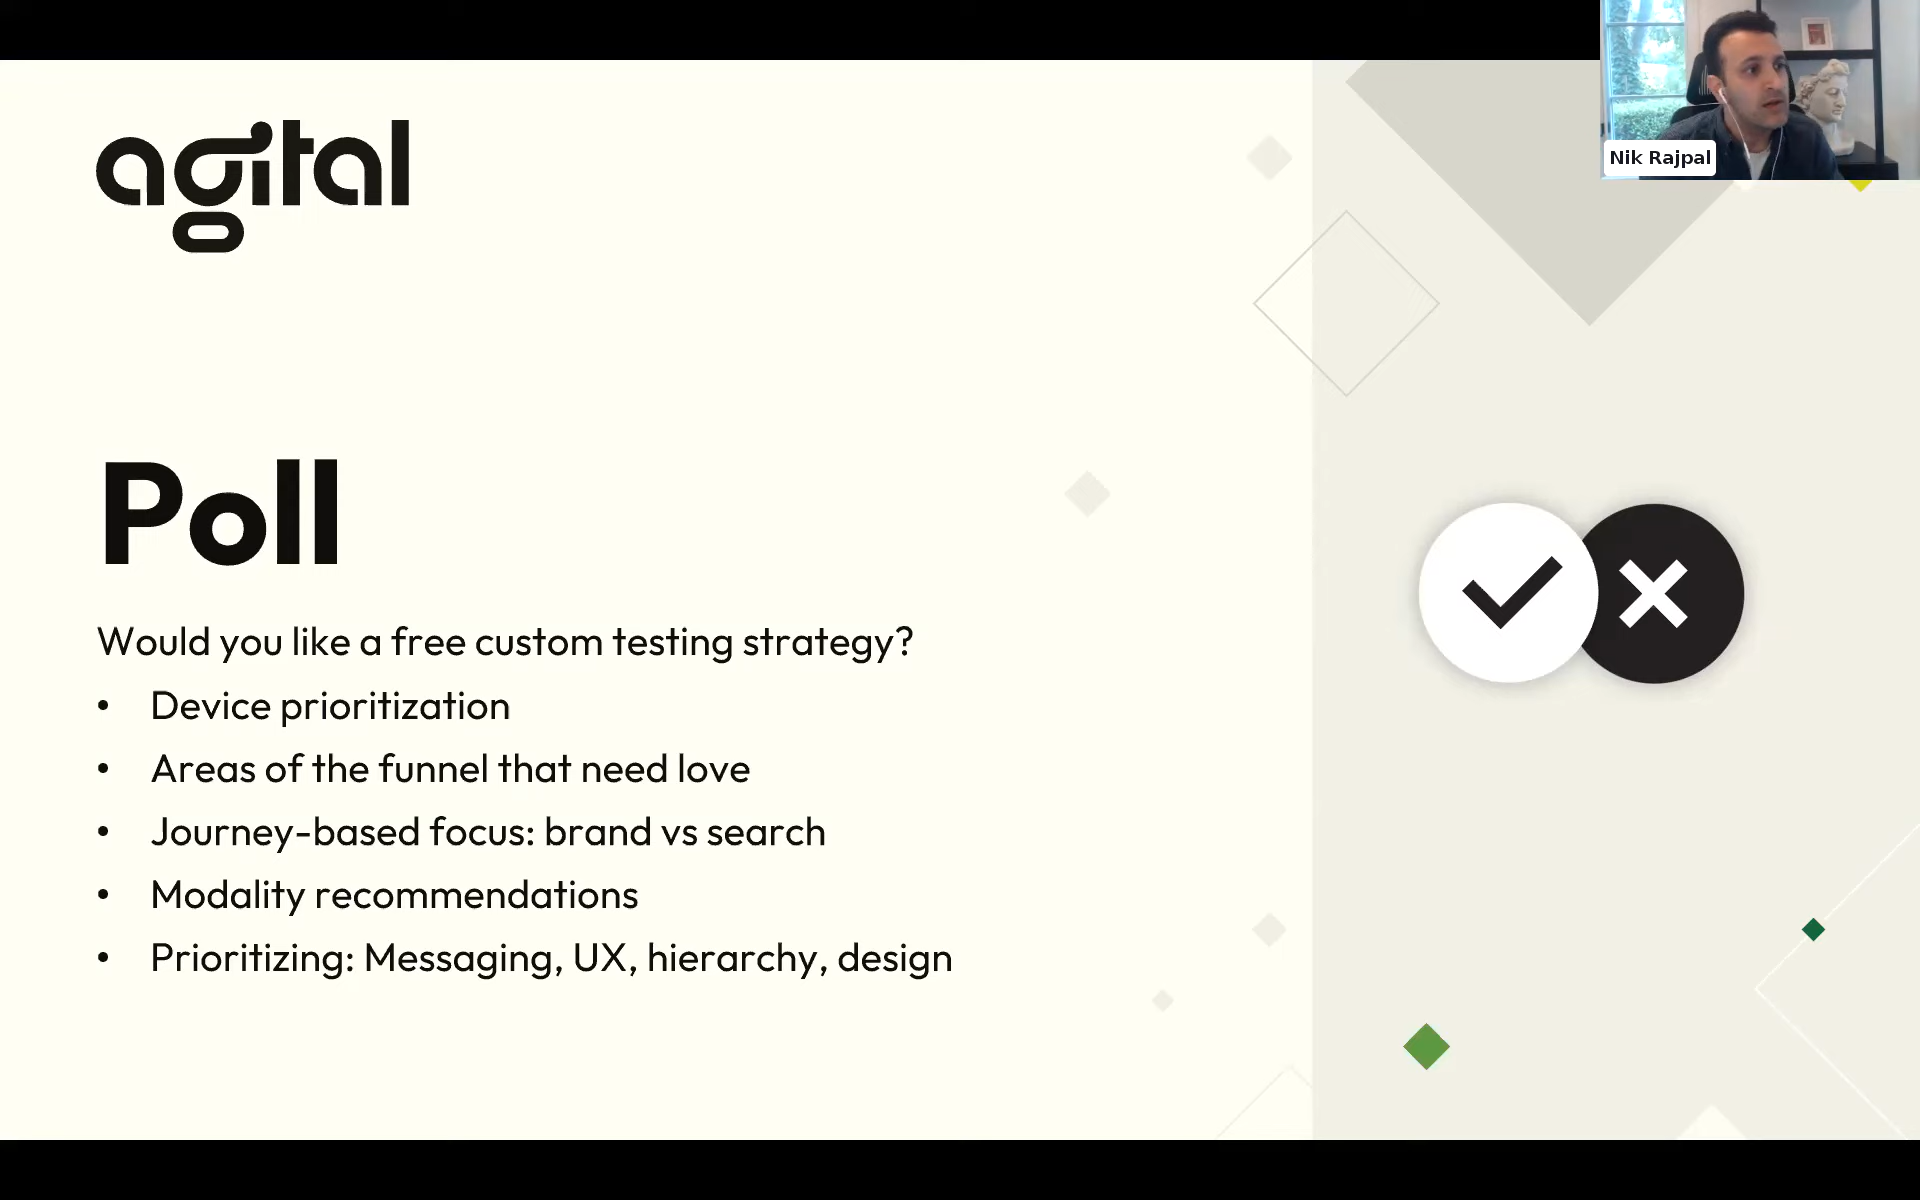 Nik Rajpal
agital
Poll
Would you like a free custom testing strategy?
• Device prioritization
• Areas of the funnel that need love
• Journey-based focus: brand vs search
• Modality recommendations
• Prioritizing: Messaging, UX, hierarchy, design